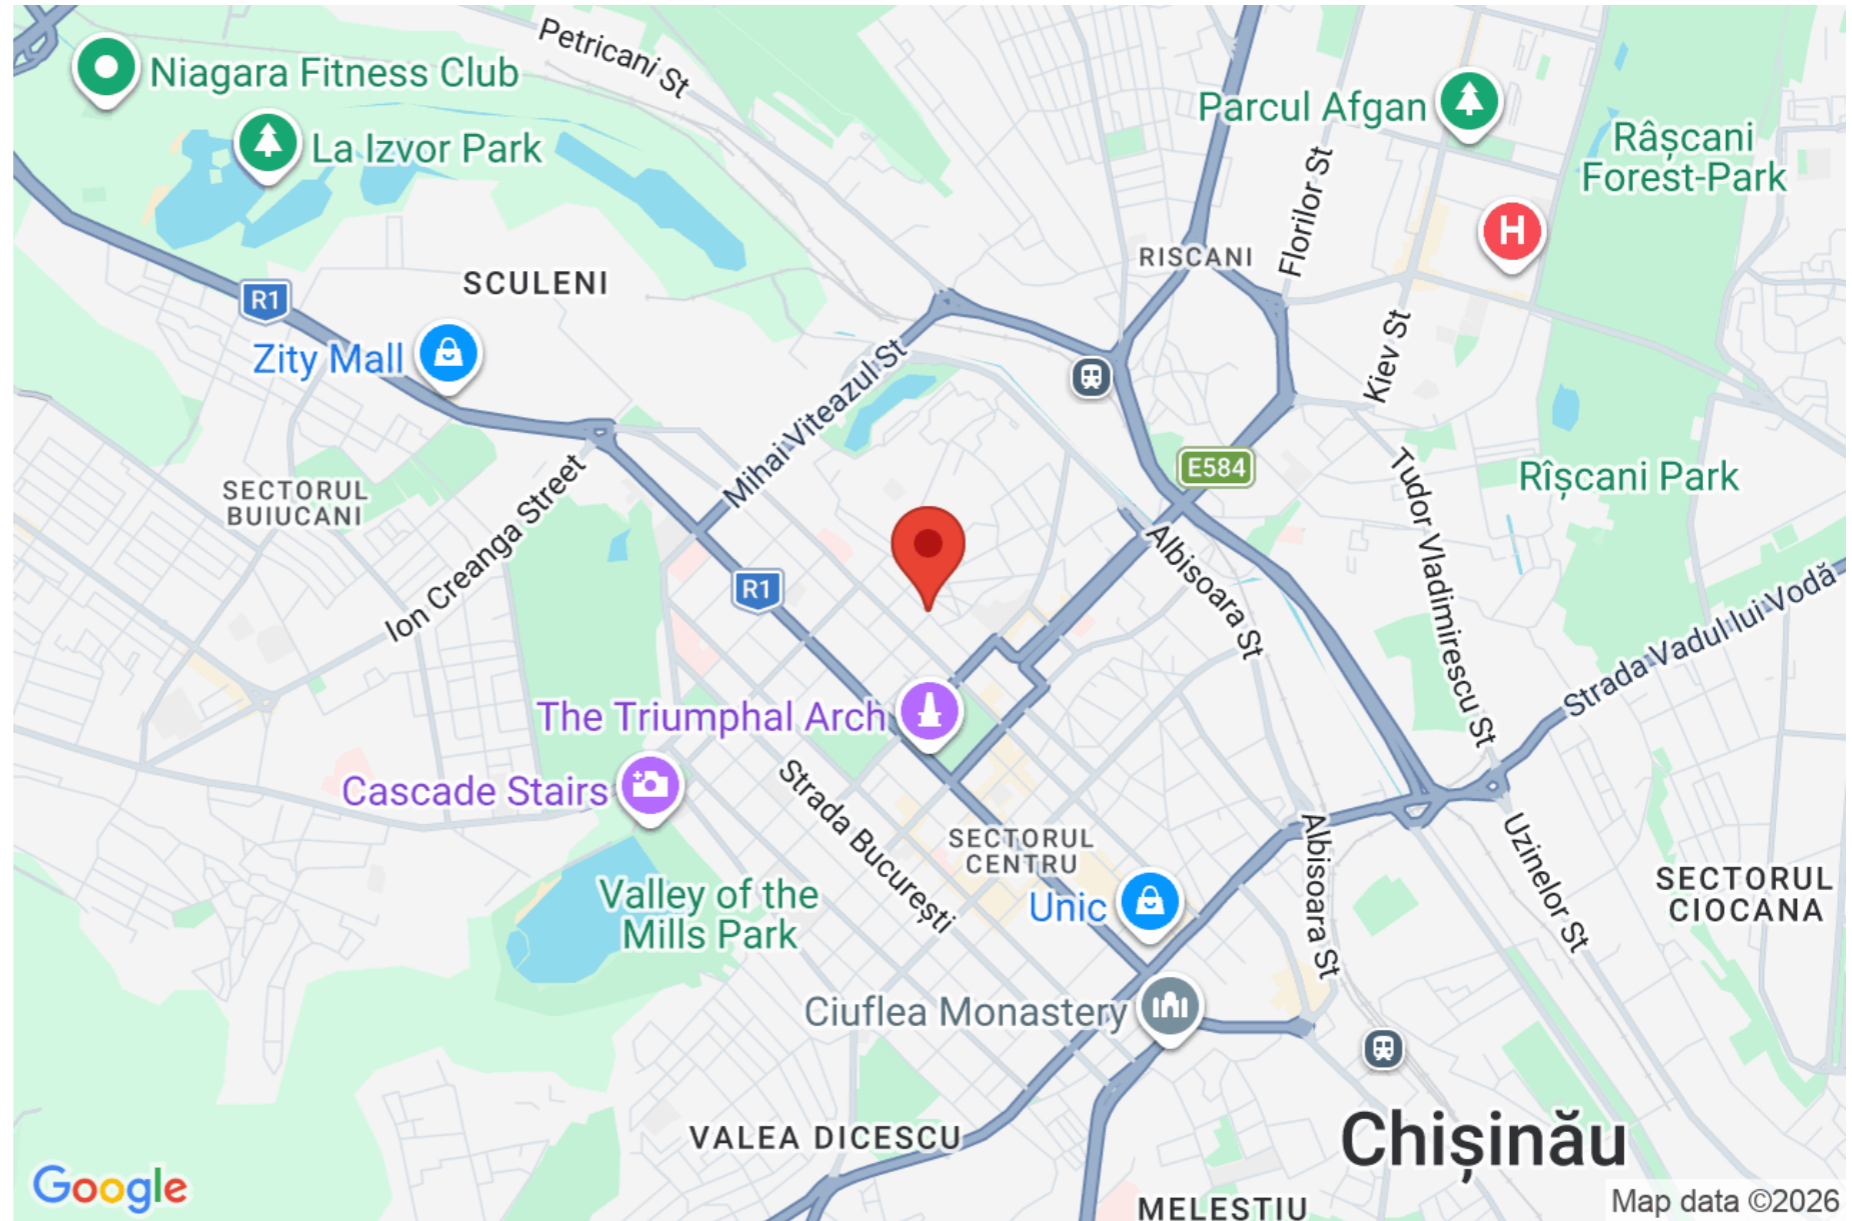 Petricani St
Niagara Fitness Club
La Izvor Park
Parcul Afgan
Râșcani
Forest-Park
Florilor St
H
RISCANI
SCULENI
R1
Zity Mall
Mihai Viteazul St
Kiev St
E584
Rîșcani Park
SECTORUL
BUIUCANI
Ion Creanga Street
Tudor Vladimirescu St
Albisoara St
R1
Strada Vadul lui Vodă
The Triumphal Arch
Cascade Stairs
Strada București
SECTORUL
CENTRU
Albisoara St
Uzinelor St
SECTORUL
CIOCANA
Valley of the
Mills Park
Unic
Ciuflea Monastery
VALEA DICESCU
Chișinău
MELESTIU
Google
Map data ©2026